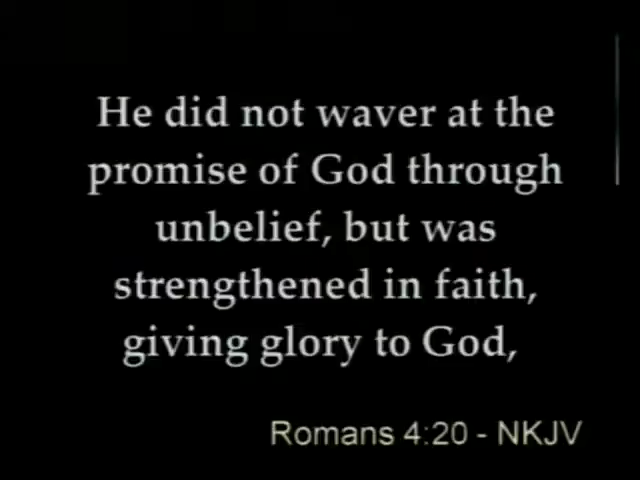 He did not waver at the
promise of God through
unbelief, but was
strengthened in faith,
giving glory to God,
Romans 4:20 - NKJV